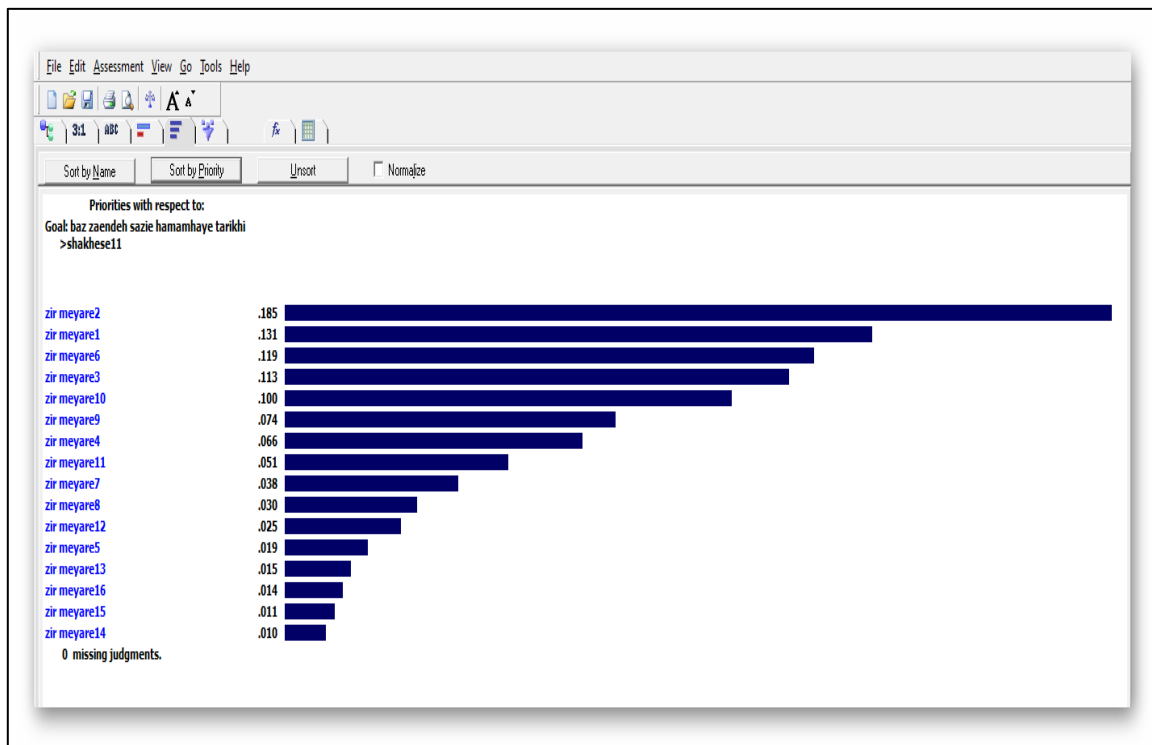 File Edit Assessment View Go Tools Help
A A
3:1 ABC fx
Sort by Name Sort by Priority Unsort Normalize
Priorities with respect to:
Goal: baz zaendeh sazie hamamhaye tarikhi
>shakhese11
zir meyare2 .185
zir meyare1 .131
zir meyare6 .119
zir meyare3 .113
zir meyare10 .100
zir meyare9 .074
zir meyare4 .066
zir meyare11 .051
zir meyare7 .038
zir meyare8 .030
zir meyare12 .025
zir meyare5 .019
zir meyare13 .015
zir meyare16 .014
zir meyare15 .011
zir meyare14 .010
0 missing judgments.